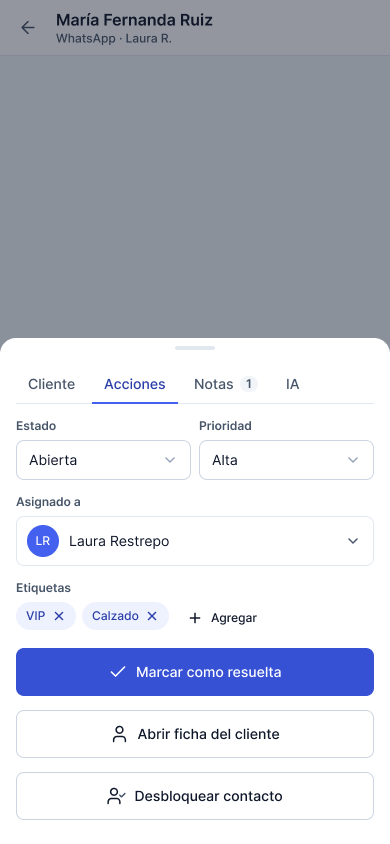 María Fernanda Ruiz
WhatsApp · Laura R.
Cliente Acciones Notas 1 IA
Estado Prioridad
Abierta Alta
Asignado a
LR Laura Restrepo
Etiquetas
VIP Calzado Agregar
Marcar como resuelta
Abrir ficha del cliente
Desbloquear contacto